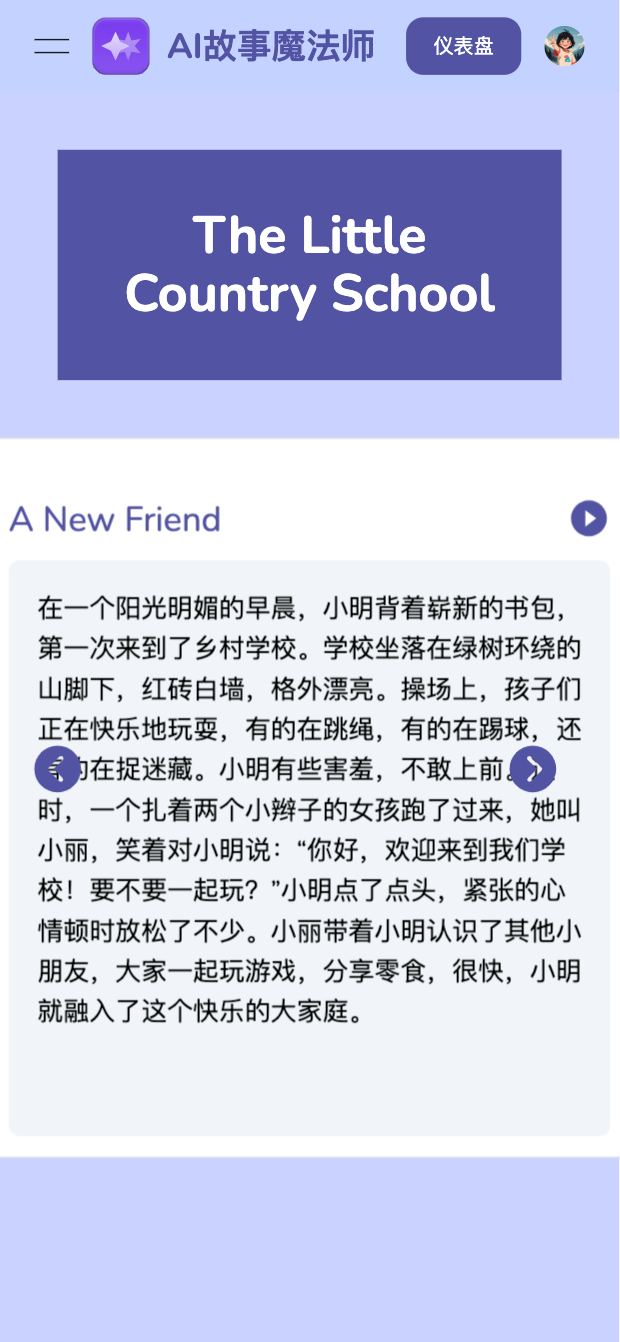 AI故事魔法师
仪表盘
The Little
Country School
A New Friend
在一个阳光明媚的早晨，小明背着崭新的书包，
第一次来到了乡村学校。学校坐落在绿树环绕的
山脚下，红砖白墙，格外漂亮。操场上，孩子们
正在快乐地玩耍，有的在跳绳，有的在踢球，还
在捉迷藏。小明有些害羞，不敢上前。
时，一个扎着两个小辫子的女孩跑了过来，她叫
小丽，笑着对小明说：“你好，欢迎来到我们学
校！要不要一起玩？”小明点了点头，紧张的心
情顿时放松了不少。小丽带着小明认识了其他小
朋友，大家一起玩游戏，分享零食，很快，小明
就融入了这个快乐的大家庭。